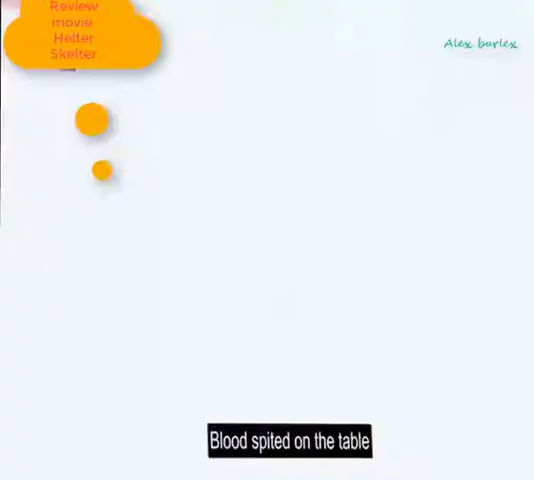 Review
movie
Helter
Skelter
Alex barlex
Blood spited on the table